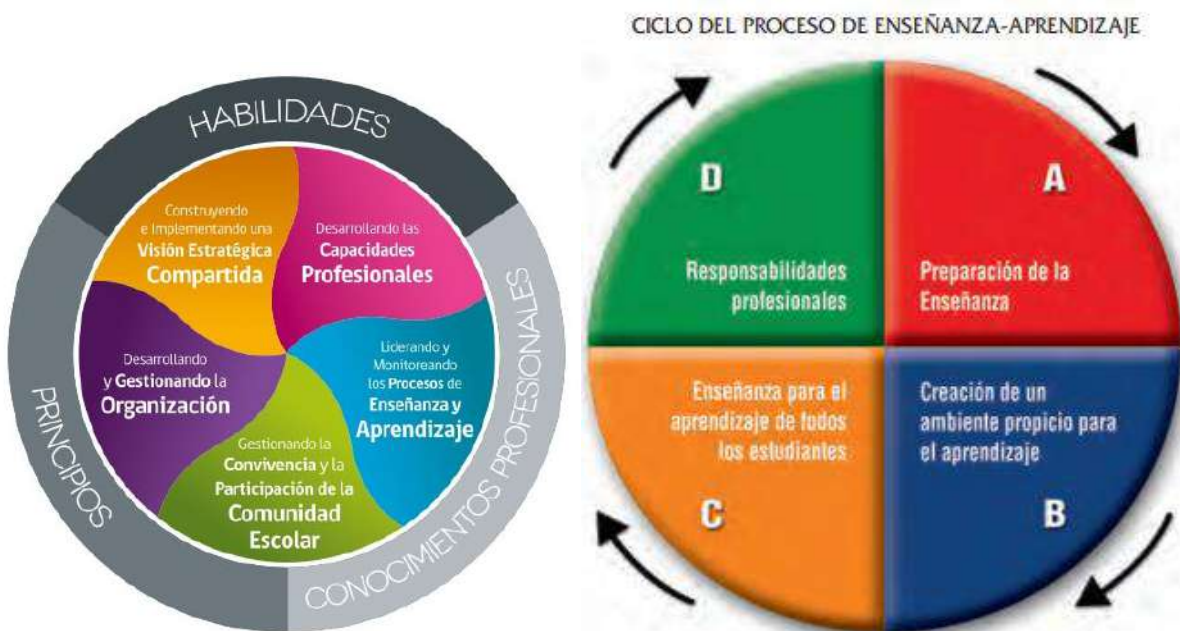 HABILIDADES
Construyendo
e Implementando una
Visión Estratégica
Compartida
Desarrollando las
Capacidades
Profesionales
Desarrollando
y Gestionando la
Organización
Liderando y
Monitoreando
los Procesos de
Enseñanza y
Aprendizaje
Gestionando la
Convivencia y la
Participación de la
Comunidad
Escolar
PRINCIPIOS
CONOCIMIENTOS PROFESIONALES
CICLO DEL PROCESO DE ENSEÑANZA-APRENDIZAJE
D
Responsabilidades
profesionales
A
Preparación de la
Enseñanza
Enseñanza para el
aprendizaje de todos
los estudiantes
C
Creación de un
ambiente propicio para
el aprendizaje
B